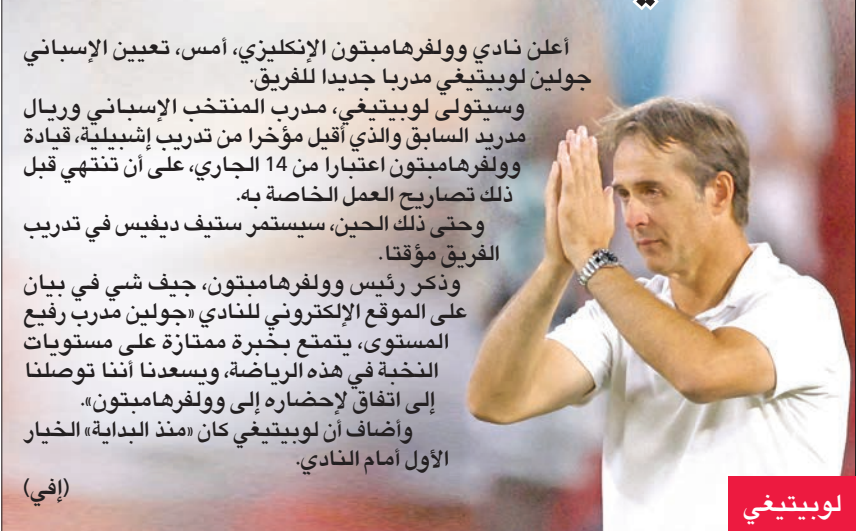 أعلن نادي وولفرهامبتون الإنكليزي، أمس، تعيين الإسباني
جولين لوبيتيغي مدربا جديدا للفريق.
وسيتولى لوبيتيغي، مدرب المنتخب الإسباني وريال
مدريد السابق والذي أقيل مؤخرا من تدريب إشبيلية، قيادة
وولفرهامبتون اعتبارا من 14 الجاري، على أن تنتهي قبل
ذلك تصاريح العمل الخاصة به.
وحتى ذلك الحين، سيستمر ستيف ديفيس في تدريب
الفريق مؤقتا.
وذكر رئيس وولفرهامبتون، جيف شي في بيان
على الموقع الإلكتروني للنادي «جولين مدرب رفيع
المستوى، يتمتع بخبرة ممتازة على مستويات
النخبة في هذه الرياضة، ويسعدنا أننا توصلنا
إلى اتفاق لإحضاره إلى وولفرهامبتون».
وأضاف أن لوبيتيغي كان «منذ البداية» الخيار
الأول أمام النادي.
(إفي)
لوبيتيغي